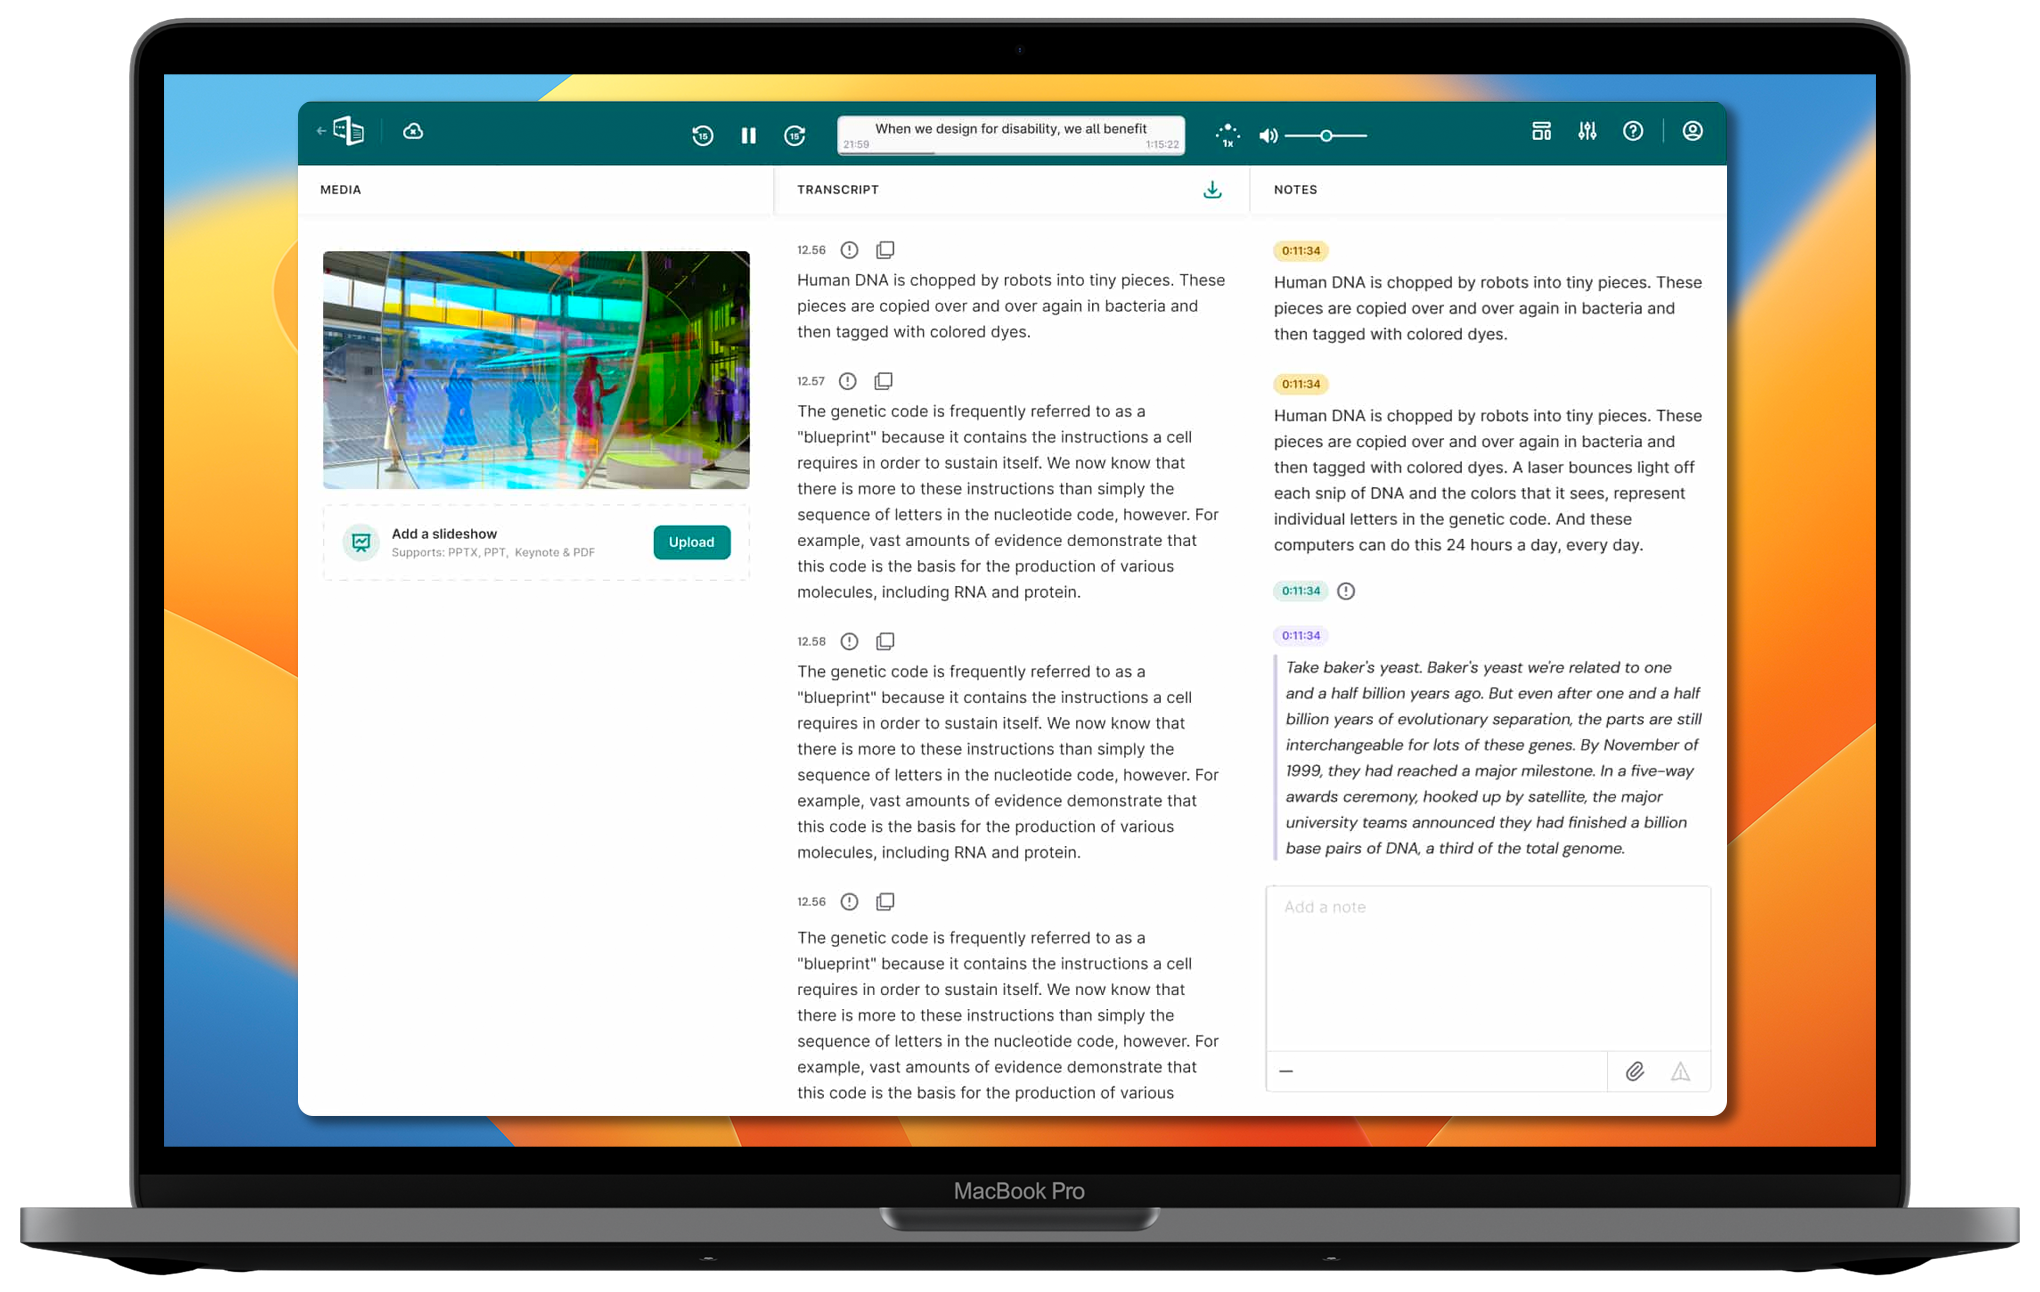 15
15
When we design for disability, we all benefit
21:59
1:15:22
1x
MEDIA
Add a slideshow
Supports: PPTX, PPT, Keynote & PDF
Upload
TRANSCRIPT
12.56
Human DNA is chopped by robots into tiny pieces. These
pieces are copied over and over again in bacteria and
then tagged with colored dyes.
12.57
The genetic code is frequently referred to as a
"blueprint" because it contains the instructions a cell
requires in order to sustain itself. We now know that
there is more to these instructions than simply the
sequence of letters in the nucleotide code, however. For
example, vast amounts of evidence demonstrate that
this code is the basis for the production of various
molecules, including RNA and protein.
12.58
The genetic code is frequently referred to as a
"blueprint" because it contains the instructions a cell
requires in order to sustain itself. We now know that
there is more to these instructions than simply the
sequence of letters in the nucleotide code, however. For
example, vast amounts of evidence demonstrate that
this code is the basis for the production of various
molecules, including RNA and protein.
12.56
The genetic code is frequently referred to as a
"blueprint" because it contains the instructions a cell
requires in order to sustain itself. We now know that
there is more to these instructions than simply the
sequence of letters in the nucleotide code, however. For
example, vast amounts of evidence demonstrate that
this code is the basis for the production of various
NOTES
0:11:34
Human DNA is chopped by robots into tiny pieces. These
pieces are copied over and over again in bacteria and
then tagged with colored dyes.
0:11:34
Human DNA is chopped by robots into tiny pieces. These
pieces are copied over and over again in bacteria and
then tagged with colored dyes. A laser bounces light off
each snip of DNA and the colors that it sees, represent
individual letters in the genetic code. And these
computers can do this 24 hours a day, every day.
0:11:34
0:11:34
Take baker's yeast. Baker's yeast we're related to one
and a half billion years ago. But even after one and a half
billion years of evolutionary separation, the parts are still
interchangeable for lots of these genes. By November of
1999, they had reached a major milestone. In a five-way
awards ceremony, hooked up by satellite, the major
university teams announced they had finished a billion
base pairs of DNA, a third of the total genome.
Add a note
MacBook Pro